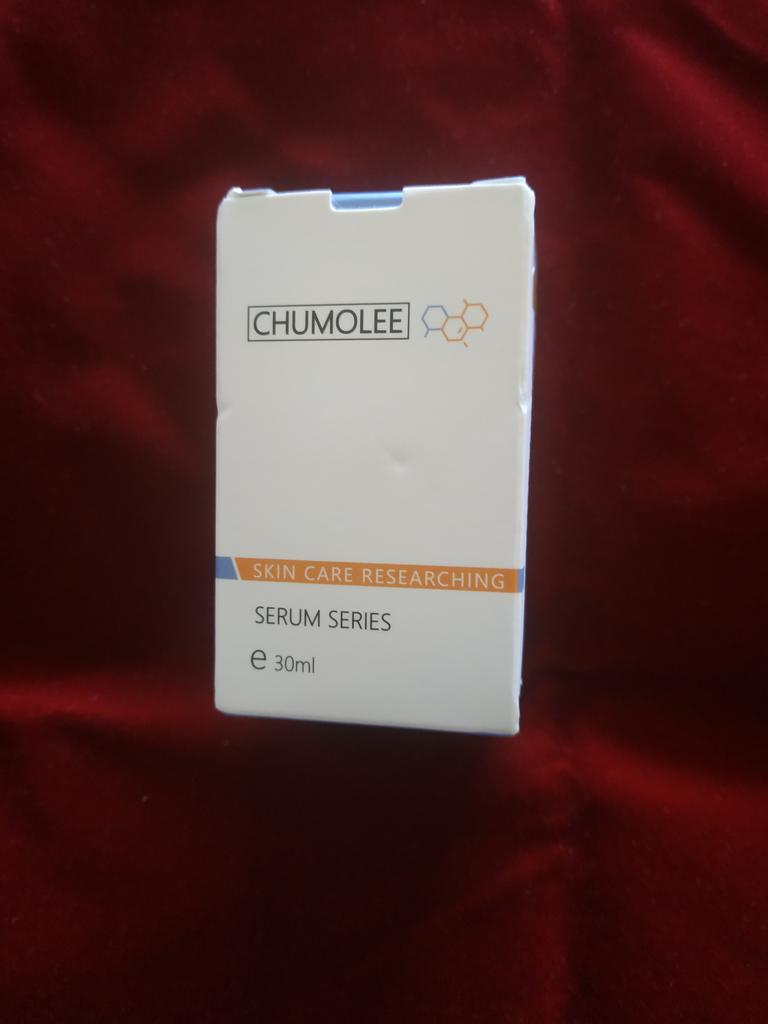 CHUMOLEE
SKIN CARE RESEARCHING
SERUM SERIES
e 30ml